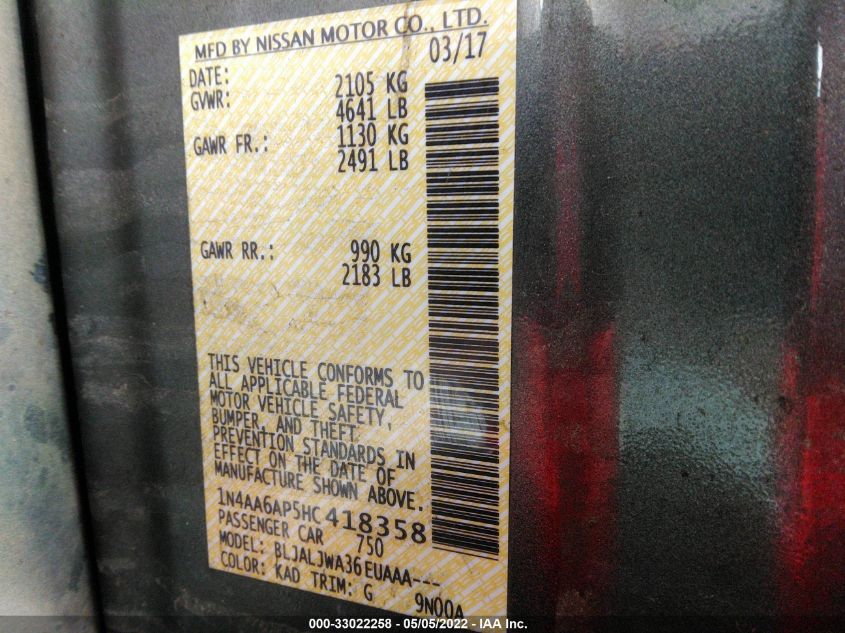 MFD BY NISSAN MOTOR CO., LTD.
DATE: 03/17
GVWR: 2105 KG
4641 LB
GAWR FR.: 1130 KG
2491 LB
GAWR RR.: 990 KG
2183 LB
THIS VEHICLE CONFORMS TO
ALL APPLICABLE FEDERAL
MOTOR VEHICLE SAFETY,
BUMPER, AND THEFT
PREVENTION STANDARDS IN
EFFECT ON THE DATE OF
MANUFACTURE SHOWN ABOVE.
1N4AA6AP5HC418358
PASSENGER CAR 750
MODEL: BLJALJWA36EUAAA---
COLOR: KAD TRIM: G 9N00A
000-33022258 - 05/05/2022 - IAA Inc.